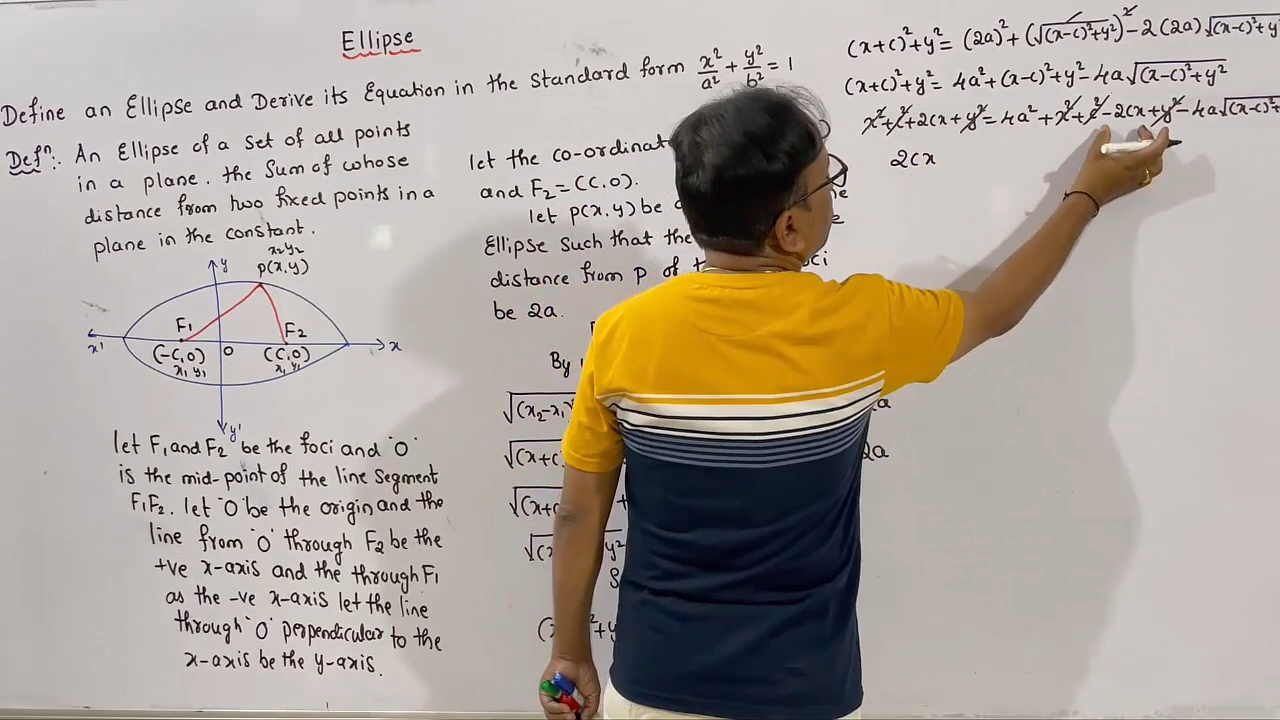 Ellipse
Define an Ellipse and Derive its Equation in the Standard form x²/a² + y²/b² = 1
Defⁿ:. An Ellipse of a set of all points
in a plane. the Sum of whose
distance from two fixed points in a
plane in the constant.
x₂ y₂
y
P(x,y)
F₁
F₂
x'
(-C,0)
O
(C,0)
x
x₁ y₁
x₁ y₁
y'
let F₁ and F₂ be the foci and "O"
is the mid-point of the line segment
F₁F₂. let "O" be the origin and the
line from "O" through F₂ be the
+ve x-axis and the through F₁
as the -ve x-axis let the line
through "O" perpendicular to the
x-axis be the y-axis.
let the co-ordinat
and F₂ = (C,0).
let p(x,y) be
Ellipse such that the
distance from p of
be 2a.
By
√(x₂-x₁)
√(x+c
√(x+c
2a
(x+c)²+y² = (2a)² + (√(x-c)²+y²)² - 2(2a)√(x-c)²+y
(x+c)²+y² = 4a²+(x-c)²+y² - 4a√(x-c)²+y²
x²+c²+2cx+y² = 4a²+x²+c²-2cx+y²-4a√(x-c)²+
2cx